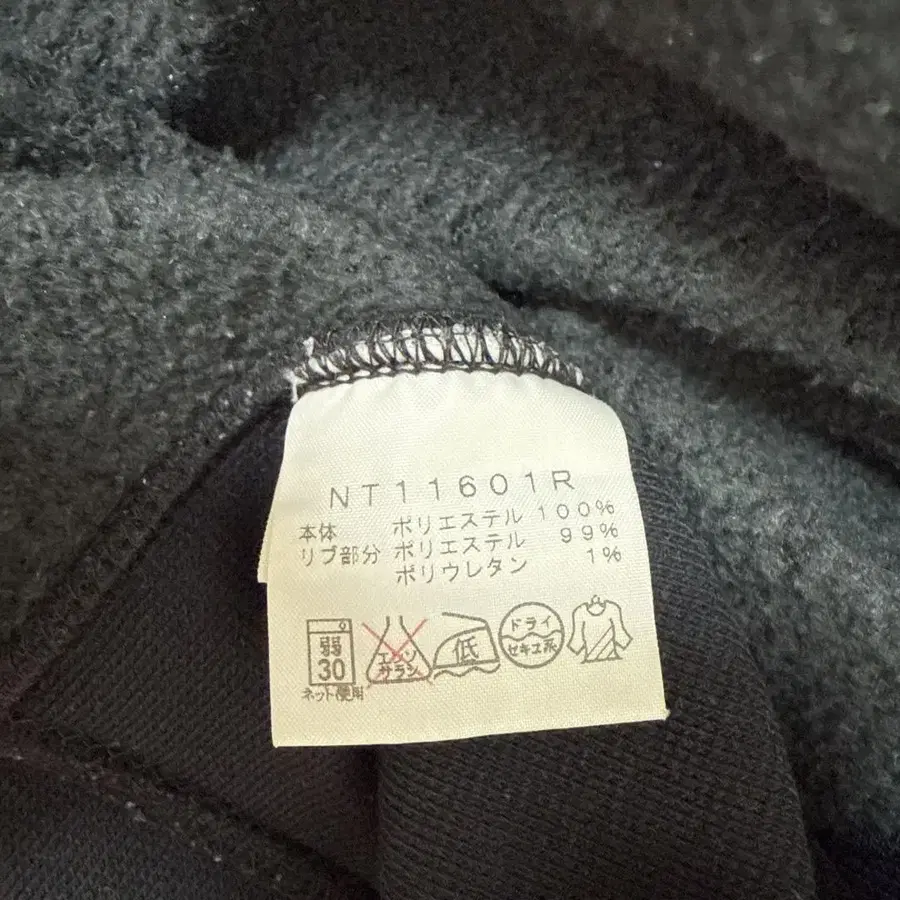 NT11601R
本体 ポリエステル 100%
リブ部分 ポリエステル 99%
ポリウレタン 1%
弱
30
ネット使用
エンソ
サラシ
低
ドライ
セキユ系